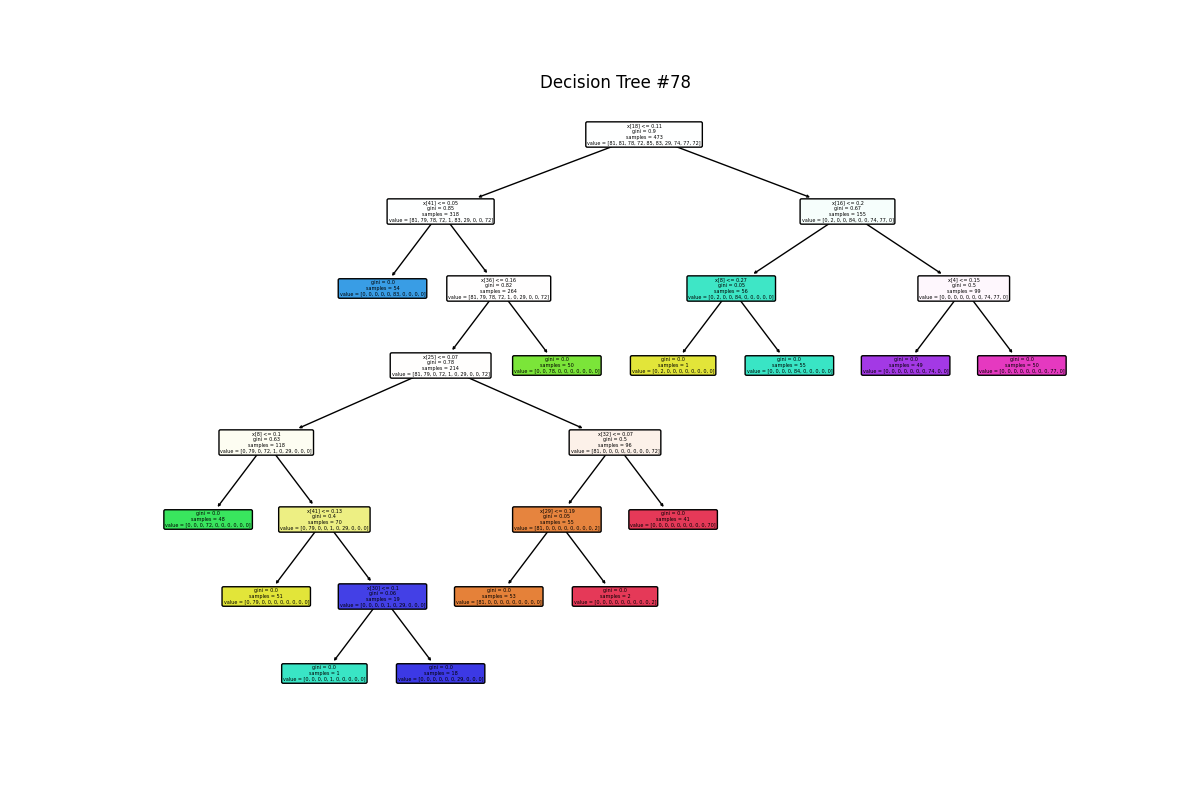 Decision Tree #78
x[18] <= 0.11
gini = 0.9
samples = 473
value = [81, 81, 78, 72, 85, 83, 29, 74, 77, 72]
x[41] <= 0.05
gini = 0.85
samples = 318
value = [81, 79, 78, 72, 1, 83, 29, 0, 0, 72]
x[16] <= 0.2
gini = 0.67
samples = 155
value = [0, 2, 0, 0, 84, 0, 0, 74, 77, 0]
gini = 0.0
samples = 54
value = [0, 0, 0, 0, 0, 83, 0, 0, 0, 0]
x[36] <= 0.16
gini = 0.82
samples = 264
value = [81, 79, 78, 72, 1, 0, 29, 0, 0, 72]
x[8] <= 0.27
gini = 0.05
samples = 56
value = [0, 2, 0, 0, 84, 0, 0, 0, 0, 0]
x[4] <= 0.15
gini = 0.5
samples = 99
value = [0, 0, 0, 0, 0, 0, 0, 74, 77, 0]
x[25] <= 0.07
gini = 0.78
samples = 214
value = [81, 79, 0, 72, 1, 0, 29, 0, 0, 72]
gini = 0.0
samples = 50
value = [0, 0, 78, 0, 0, 0, 0, 0, 0, 0]
gini = 0.0
samples = 1
value = [0, 2, 0, 0, 0, 0, 0, 0, 0, 0]
gini = 0.0
samples = 55
value = [0, 0, 0, 0, 84, 0, 0, 0, 0, 0]
gini = 0.0
samples = 49
value = [0, 0, 0, 0, 0, 0, 0, 74, 0, 0]
gini = 0.0
samples = 50
value = [0, 0, 0, 0, 0, 0, 0, 0, 77, 0]
x[8] <= 0.1
gini = 0.63
samples = 118
value = [0, 79, 0, 72, 1, 0, 29, 0, 0, 0]
x[32] <= 0.07
gini = 0.5
samples = 96
value = [81, 0, 0, 0, 0, 0, 0, 0, 0, 72]
gini = 0.0
samples = 48
value = [0, 0, 0, 72, 0, 0, 0, 0, 0, 0]
x[41] <= 0.13
gini = 0.4
samples = 70
value = [0, 79, 0, 0, 1, 0, 29, 0, 0, 0]
x[29] <= 0.19
gini = 0.05
samples = 55
value = [81, 0, 0, 0, 0, 0, 0, 0, 0, 2]
gini = 0.0
samples = 41
value = [0, 0, 0, 0, 0, 0, 0, 0, 0, 70]
gini = 0.0
samples = 51
value = [0, 79, 0, 0, 0, 0, 0, 0, 0, 0]
x[30] <= 0.1
gini = 0.06
samples = 19
value = [0, 0, 0, 0, 1, 0, 29, 0, 0, 0]
gini = 0.0
samples = 53
value = [81, 0, 0, 0, 0, 0, 0, 0, 0, 0]
gini = 0.0
samples = 2
value = [0, 0, 0, 0, 0, 0, 0, 0, 0, 2]
gini = 0.0
samples = 1
value = [0, 0, 0, 0, 1, 0, 0, 0, 0, 0]
gini = 0.0
samples = 18
value = [0, 0, 0, 0, 0, 0, 29, 0, 0, 0]